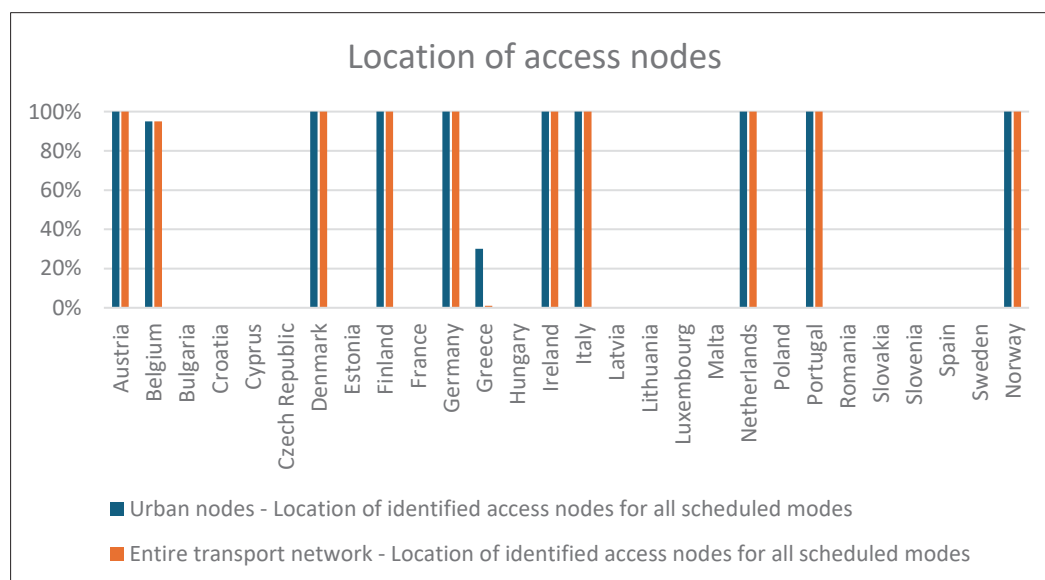 Location of access nodes
100%
80%
60%
40%
20%
0%
Austria
Belgium
Bulgaria
Croatia
Cyprus
Czech Republic
Denmark
Estonia
Finland
France
Germany
Greece
Hungary
Ireland
Italy
Latvia
Lithuania
Luxembourg
Malta
Netherlands
Poland
Portugal
Romania
Slovakia
Slovenia
Spain
Sweden
Norway
Urban nodes - Location of identified access nodes for all scheduled modes
Entire transport network - Location of identified access nodes for all scheduled modes